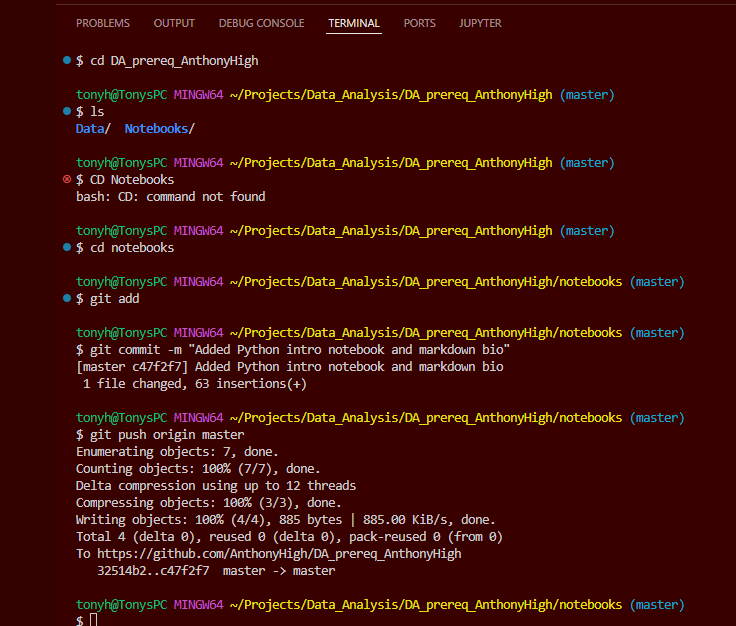 PROBLEMS OUTPUT DEBUG CONSOLE TERMINAL PORTS JUPYTER
$ cd DA_prereq_AnthonyHigh
tonyh@TonysPC MINGW64 ~/Projects/Data_Analysis/DA_prereq_AnthonyHigh (master)
$ ls
Data/ Notebooks/
tonyh@TonysPC MINGW64 ~/Projects/Data_Analysis/DA_prereq_AnthonyHigh (master)
$ CD Notebooks
bash: CD: command not found
tonyh@TonysPC MINGW64 ~/Projects/Data_Analysis/DA_prereq_AnthonyHigh (master)
$ cd notebooks
tonyh@TonysPC MINGW64 ~/Projects/Data_Analysis/DA_prereq_AnthonyHigh/notebooks (master)
$ git add
tonyh@TonysPC MINGW64 ~/Projects/Data_Analysis/DA_prereq_AnthonyHigh/notebooks (master)
$ git commit -m "Added Python intro notebook and markdown bio"
[master c47f2f7] Added Python intro notebook and markdown bio
1 file changed, 63 insertions(+)
tonyh@TonysPC MINGW64 ~/Projects/Data_Analysis/DA_prereq_AnthonyHigh/notebooks (master)
$ git push origin master
Enumerating objects: 7, done.
Counting objects: 100% (7/7), done.
Delta compression using up to 12 threads
Compressing objects: 100% (3/3), done.
Writing objects: 100% (4/4), 885 bytes | 885.00 KiB/s, done.
Total 4 (delta 0), reused 0 (delta 0), pack-reused 0 (from 0)
To https://github.com/AnthonyHigh/DA_prereq_AnthonyHigh
32514b2..c47f2f7 master -> master
tonyh@TonysPC MINGW64 ~/Projects/Data_Analysis/DA_prereq_AnthonyHigh/notebooks (master)
$